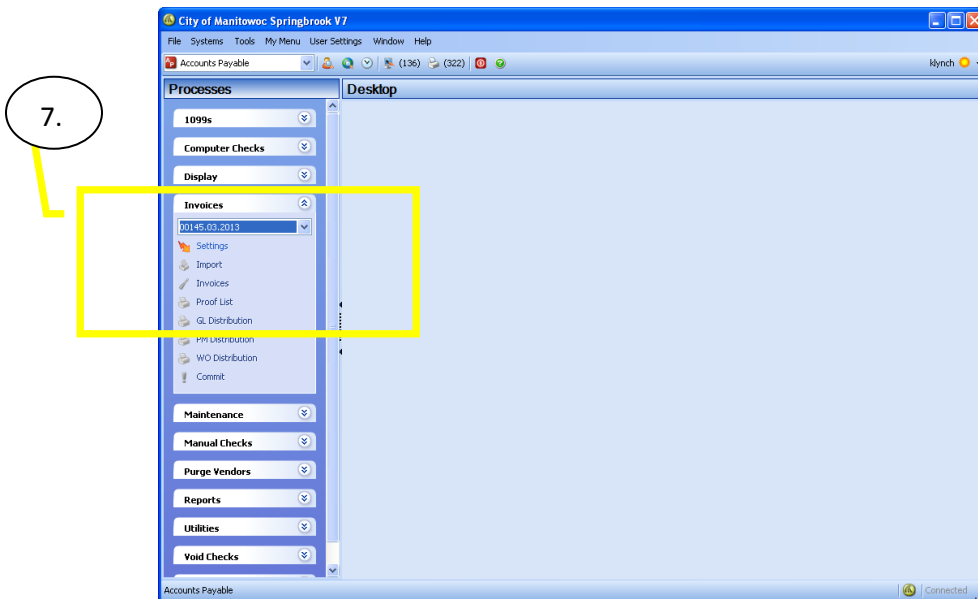 City of Manitowoc Springbrook V7
File Systems Tools My Menu User Settings Window Help
Accounts Payable (136) (322) klynch
Processes Desktop
7.
1099s
Computer Checks
Display
Invoices
00145.03.2013
Settings
Import
Invoices
Proof List
GL Distribution
PM Distribution
WO Distribution
Commit
Maintenance
Manual Checks
Purge Vendors
Reports
Utilities
Void Checks
Accounts Payable Connected